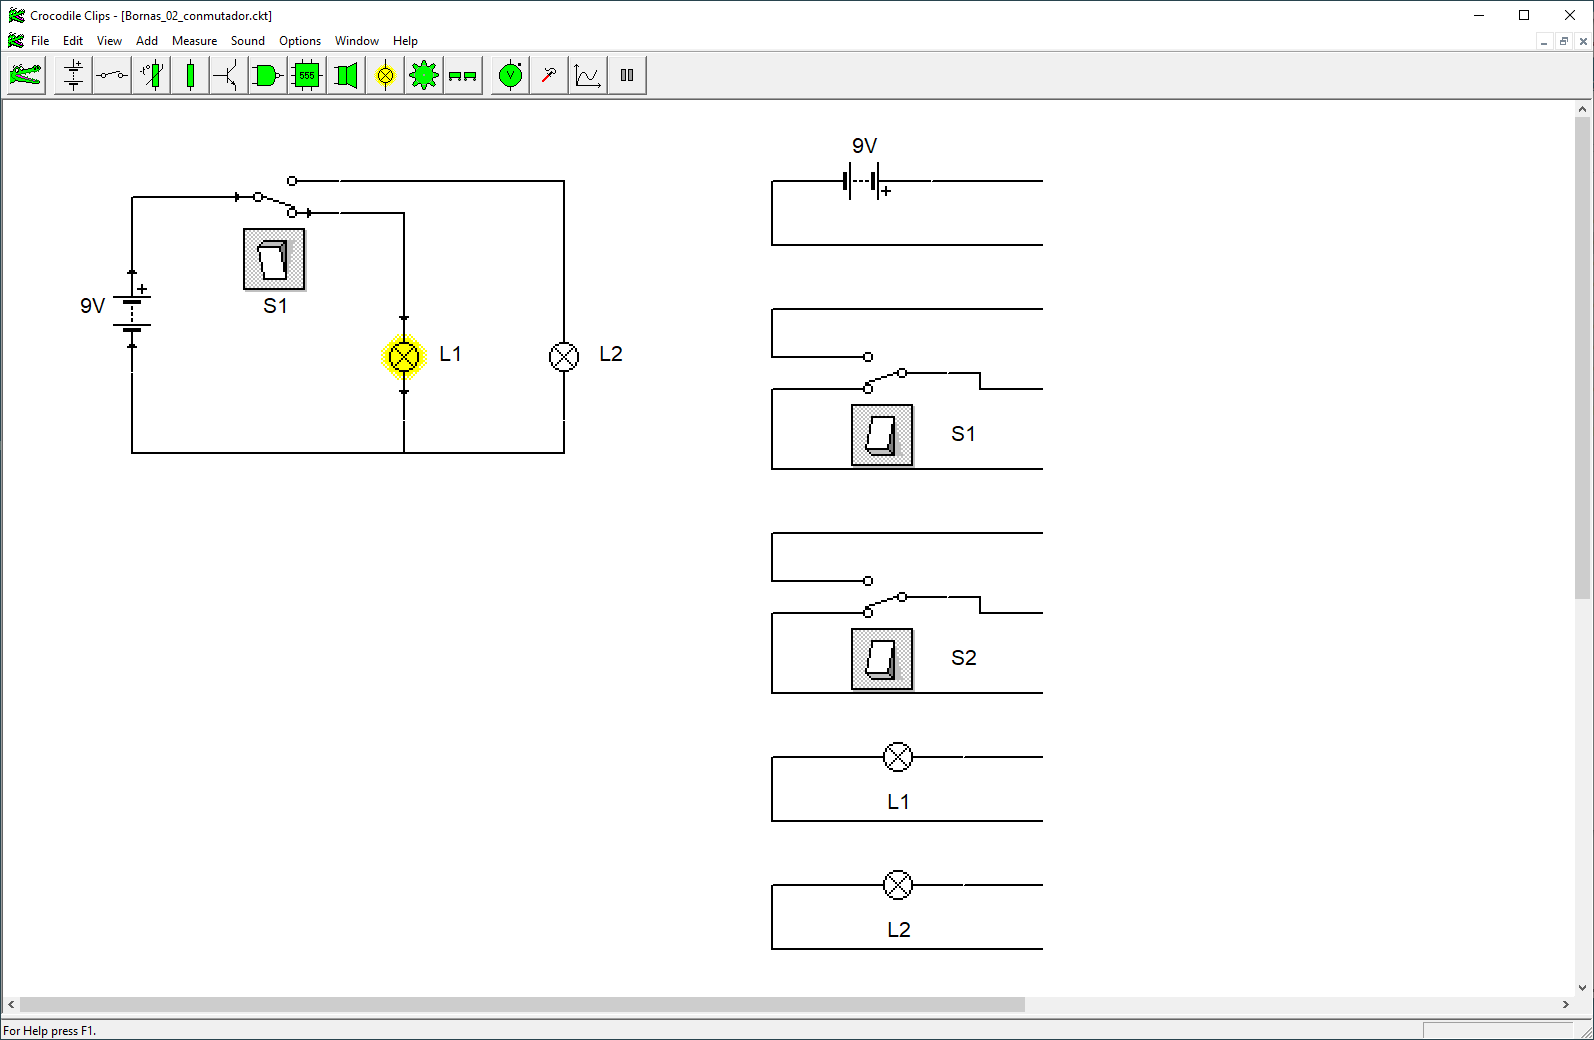 Crocodile Clips - [Bornas_02_conmutador.ckt]
File Edit View Add Measure Sound Options Window Help
555 V
9V
+
S1
L1
L2
9V
+
S1
S2
L1
L2
For Help press F1.